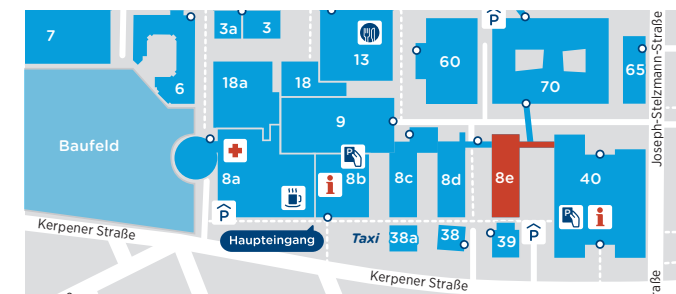 7
3a
3
13
60
70
65
6
18a
18
9
Baufeld
8a
8b
8c
8d
8e
40
P
i
P
P
P
P
i
Haupteingang
Taxi
38a
38
39
Kerpener Straße
Kerpener Straße
Joseph-Stelzmann-Straße
aße